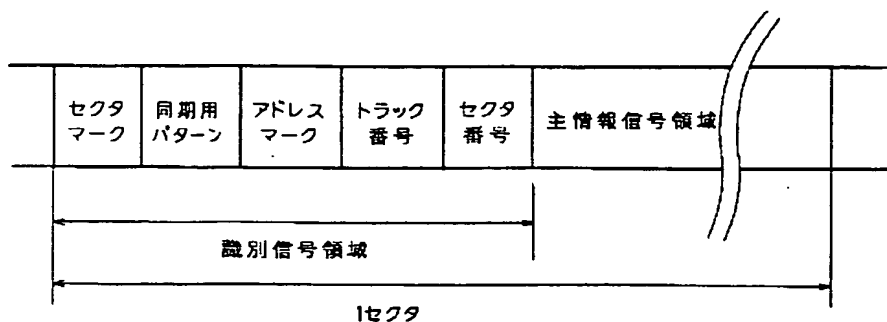 セクタ
マーク
同期用
パターン
アドレス
マーク
トラック
番号
セクタ
番号
主情報信号領域
識別信号領域
1セクタ